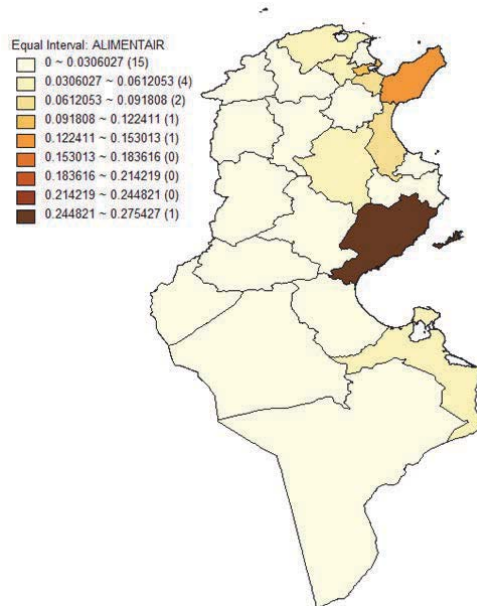 Equal Interval: ALIMENTAIR
0 ~ 0.0306027 (15)
0.0306027 ~ 0.0612053 (4)
0.0612053 ~ 0.091808 (2)
0.091808 ~ 0.122411 (1)
0.122411 ~ 0.153013 (1)
0.153013 ~ 0.183616 (0)
0.183616 ~ 0.214219 (0)
0.214219 ~ 0.244821 (0)
0.244821 ~ 0.275427 (1)